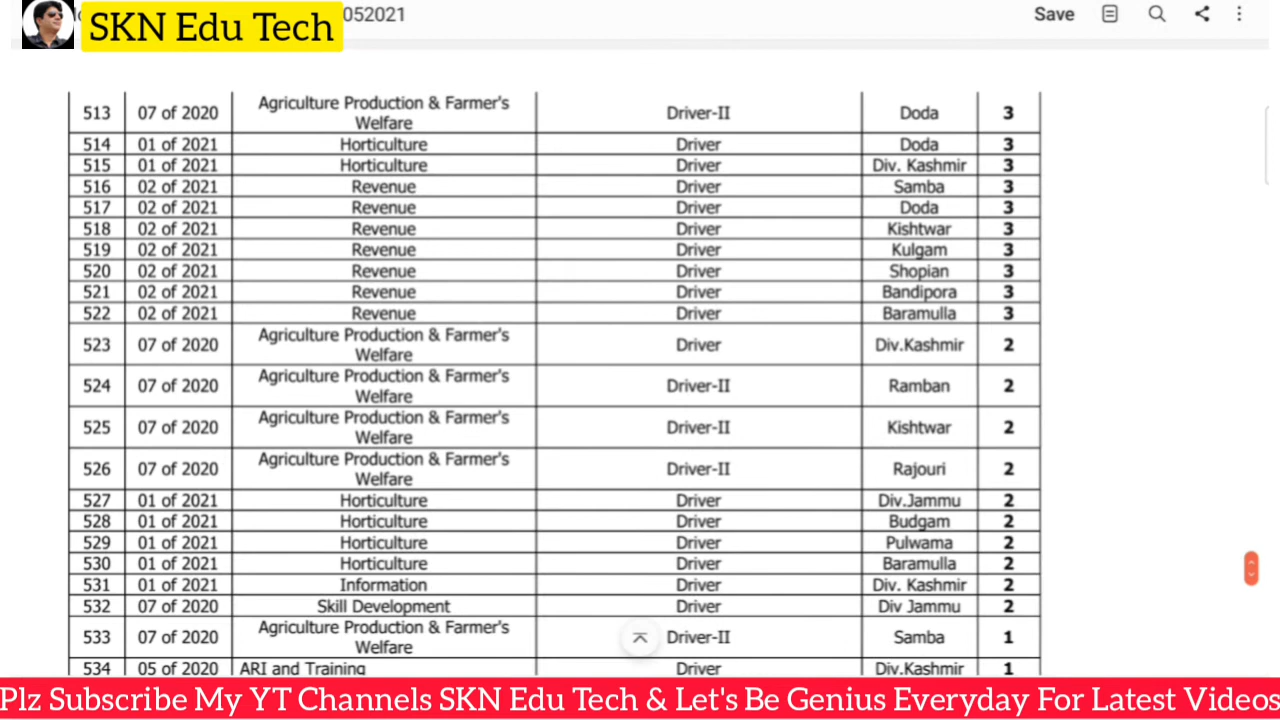 SKN Edu Tech 052021 Save
513 07 of 2020 Agriculture Production & Farmer's Welfare Driver-II Doda 3
514 01 of 2021 Horticulture Driver Doda 3
515 01 of 2021 Horticulture Driver Div. Kashmir 3
516 02 of 2021 Revenue Driver Samba 3
517 02 of 2021 Revenue Driver Doda 3
518 02 of 2021 Revenue Driver Kishtwar 3
519 02 of 2021 Revenue Driver Kulgam 3
520 02 of 2021 Revenue Driver Shopian 3
521 02 of 2021 Revenue Driver Bandipora 3
522 02 of 2021 Revenue Driver Baramulla 3
523 07 of 2020 Agriculture Production & Farmer's Welfare Driver Div.Kashmir 2
524 07 of 2020 Agriculture Production & Farmer's Welfare Driver-II Ramban 2
525 07 of 2020 Agriculture Production & Farmer's Welfare Driver-II Kishtwar 2
526 07 of 2020 Agriculture Production & Farmer's Welfare Driver-II Rajouri 2
527 01 of 2021 Horticulture Driver Div.Jammu 2
528 01 of 2021 Horticulture Driver Budgam 2
529 01 of 2021 Horticulture Driver Pulwama 2
530 01 of 2021 Horticulture Driver Baramulla 2
531 01 of 2021 Information Driver Div. Kashmir 2
532 07 of 2020 Skill Development Driver Div Jammu 2
533 07 of 2020 Agriculture Production & Farmer's Welfare Driver-II Samba 1
534 05 of 2020 ARI and Training Driver Div.Kashmir 1
Plz Subscribe My YT Channels SKN Edu Tech & Let's Be Genius Everyday For Latest Videos